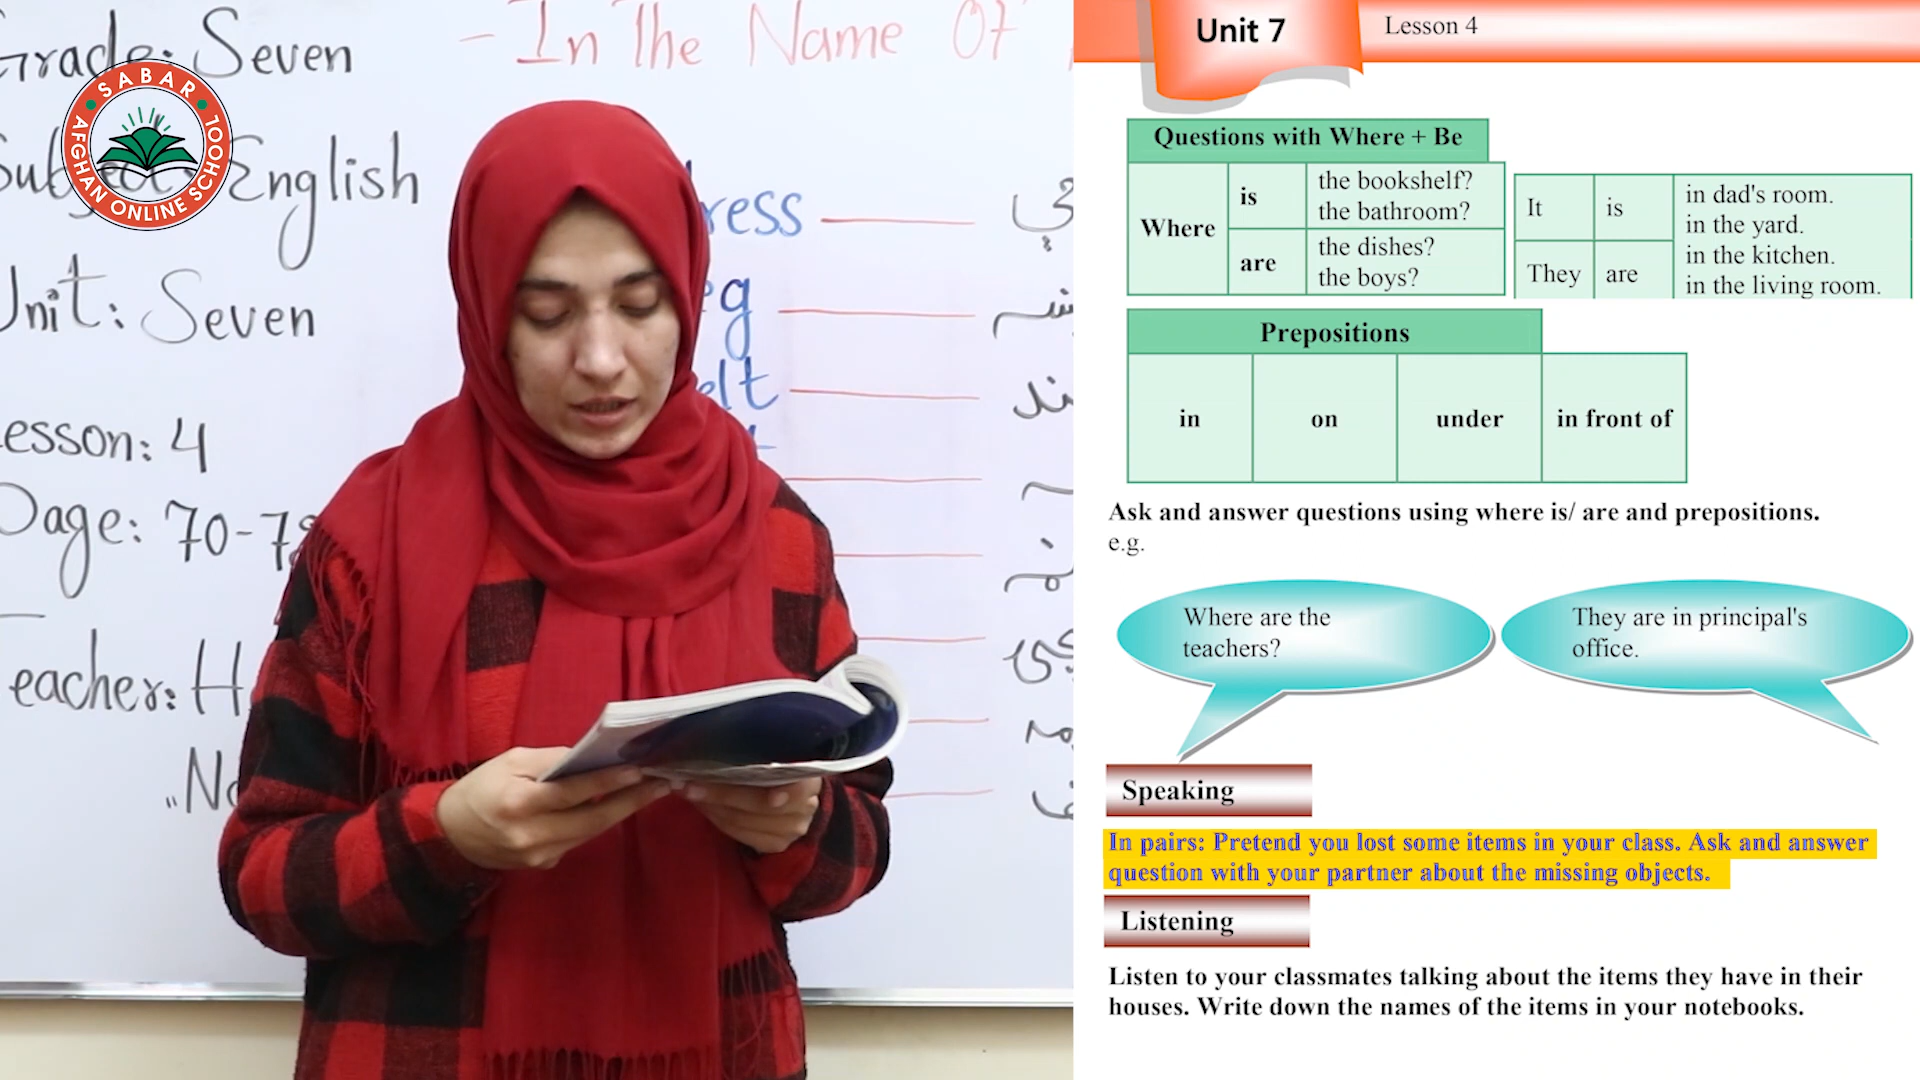 Seven
- In The Name Of
SABAR
AFGHAN ONLINE SCHOOL
English
Seven
Lesson: 4
Page: 70-78
Teacher: H
Unit 7
Lesson 4
Questions with Where + Be
Where
is
the bookshelf?
the bathroom?
are
the dishes?
the boys?
It
is
They
are
in dad's room.
in the yard.
in the kitchen.
in the living room.
Prepositions
in
on
under
in front of
Ask and answer questions using where is/ are and prepositions.
e.g.
Where are the
teachers?
They are in principal's
office.
Speaking
In pairs: Pretend you lost some items in your class. Ask and answer
question with your partner about the missing objects.
Listening
Listen to your classmates talking about the items they have in their
houses. Write down the names of the items in your notebooks.